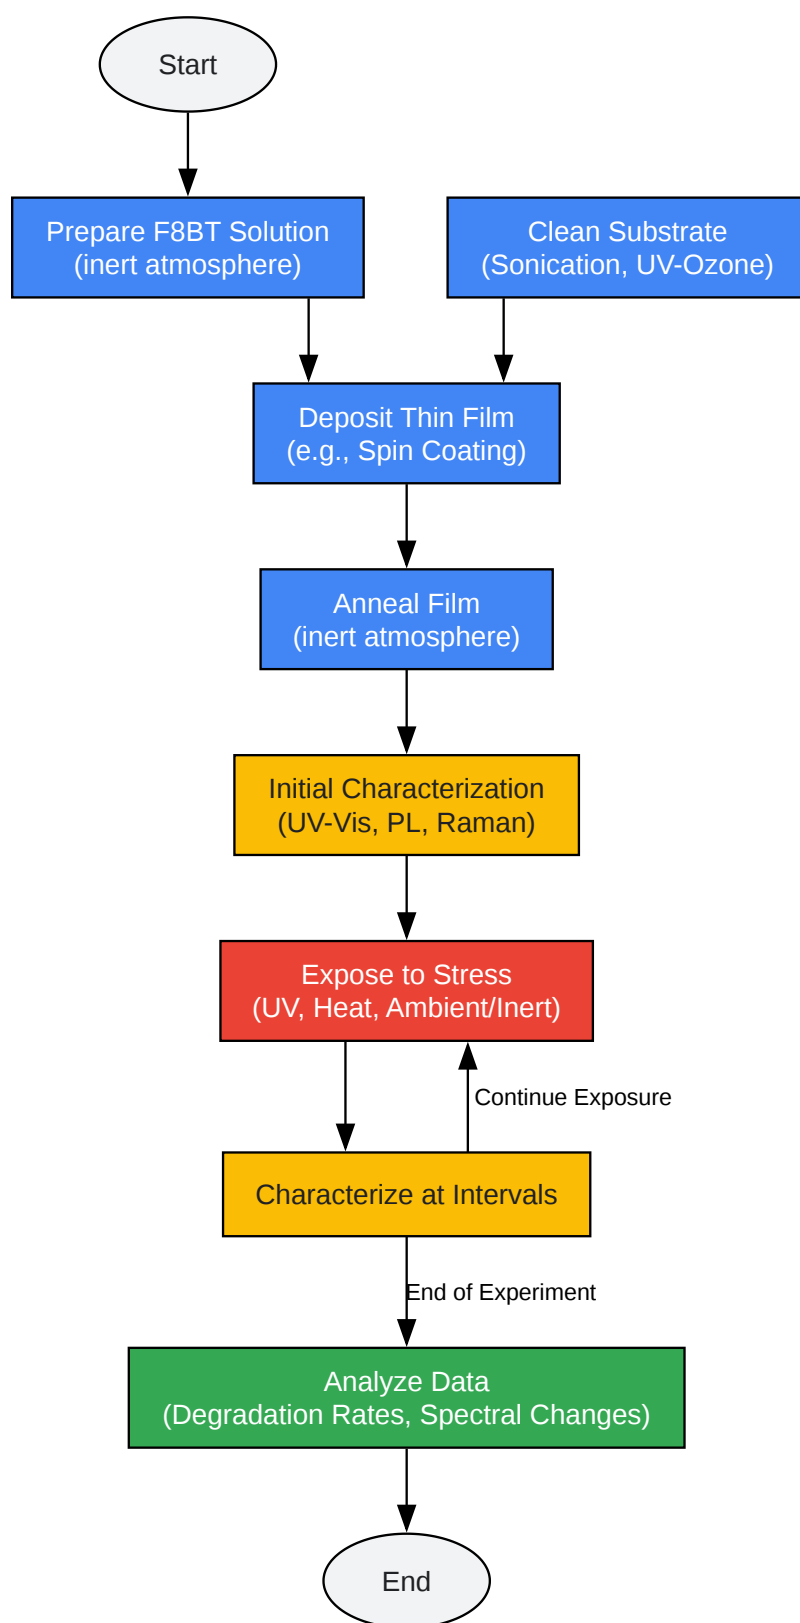 Start
Prepare F8BT Solution
(inert atmosphere)
Clean Substrate
(Sonication, UV-Ozone)
Deposit Thin Film
(e.g., Spin Coating)
Anneal Film
(inert atmosphere)
Initial Characterization
(UV-Vis, PL, Raman)
Expose to Stress
(UV, Heat, Ambient/Inert)
Continue Exposure
Characterize at Intervals
End of Experiment
Analyze Data
(Degradation Rates, Spectral Changes)
End